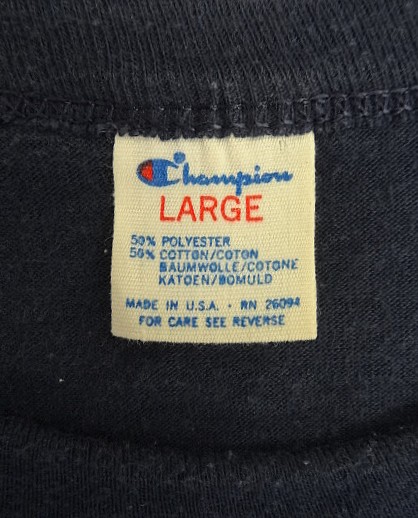 Champion
LARGE
50% POLYESTER
50% COTTON/COTON
BAUMWOLLE/COTONE
KATOEN/BOMULD
MADE IN U.S.A. · RN 26094
FOR CARE SEE REVERSE